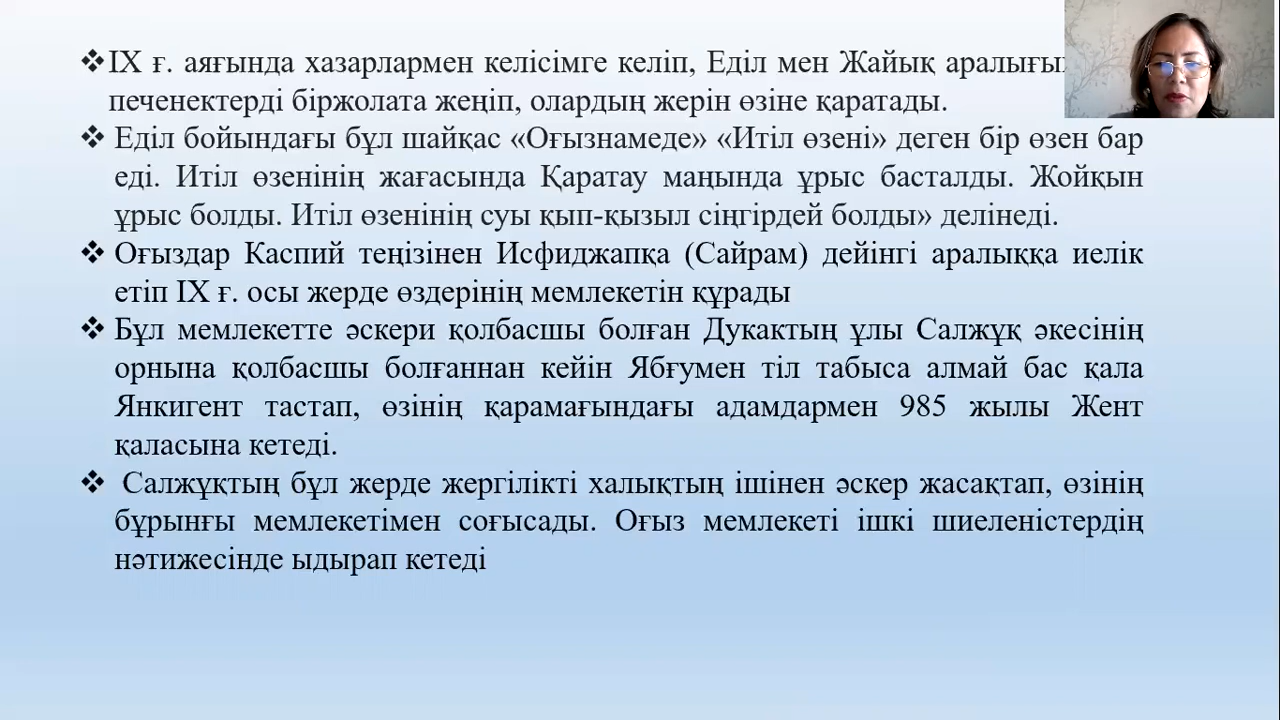 ❖IX ғ. аяғында хазарлармен келісімге келіп, Еділ мен Жайық
печенектерді біржолата жеңіп, олардың жерін өзіне қаратады.
❖ Еділ бойындағы бұл шайқас «Оғызнамеде» «Итіл өзені» деген бір өзен бар
еді. Итіл өзенінің жағасында Қаратау маңында ұрыс басталды. Жойқын
ұрыс болды. Итіл өзенінің суы қып-қызыл сіңгірдей болды» делінеді.
❖ Оғыздар Каспий теңізінен Исфиджапқа (Сайрам) дейінгі аралыққа иелік
етіп IX ғ. осы жерде өздерінің мемлекетін құрады
❖ Бұл мемлекетте әскери қолбасшы болған Дукактың ұлы Салжұқ әкесінің
орнына қолбасшы болғаннан кейін Ябғумен тіл табыса алмай бас қала
Янкигент тастап, өзінің қарамағындағы адамдармен 985 жылы Жент
қаласына кетеді.
❖ Салжұқтың бұл жерде жергілікті халықтың ішінен әскер жасақтап, өзінің
бұрынғы мемлекетімен соғысады. Оғыз мемлекеті ішкі шиеленістердің
нәтижесінде ыдырап кетеді